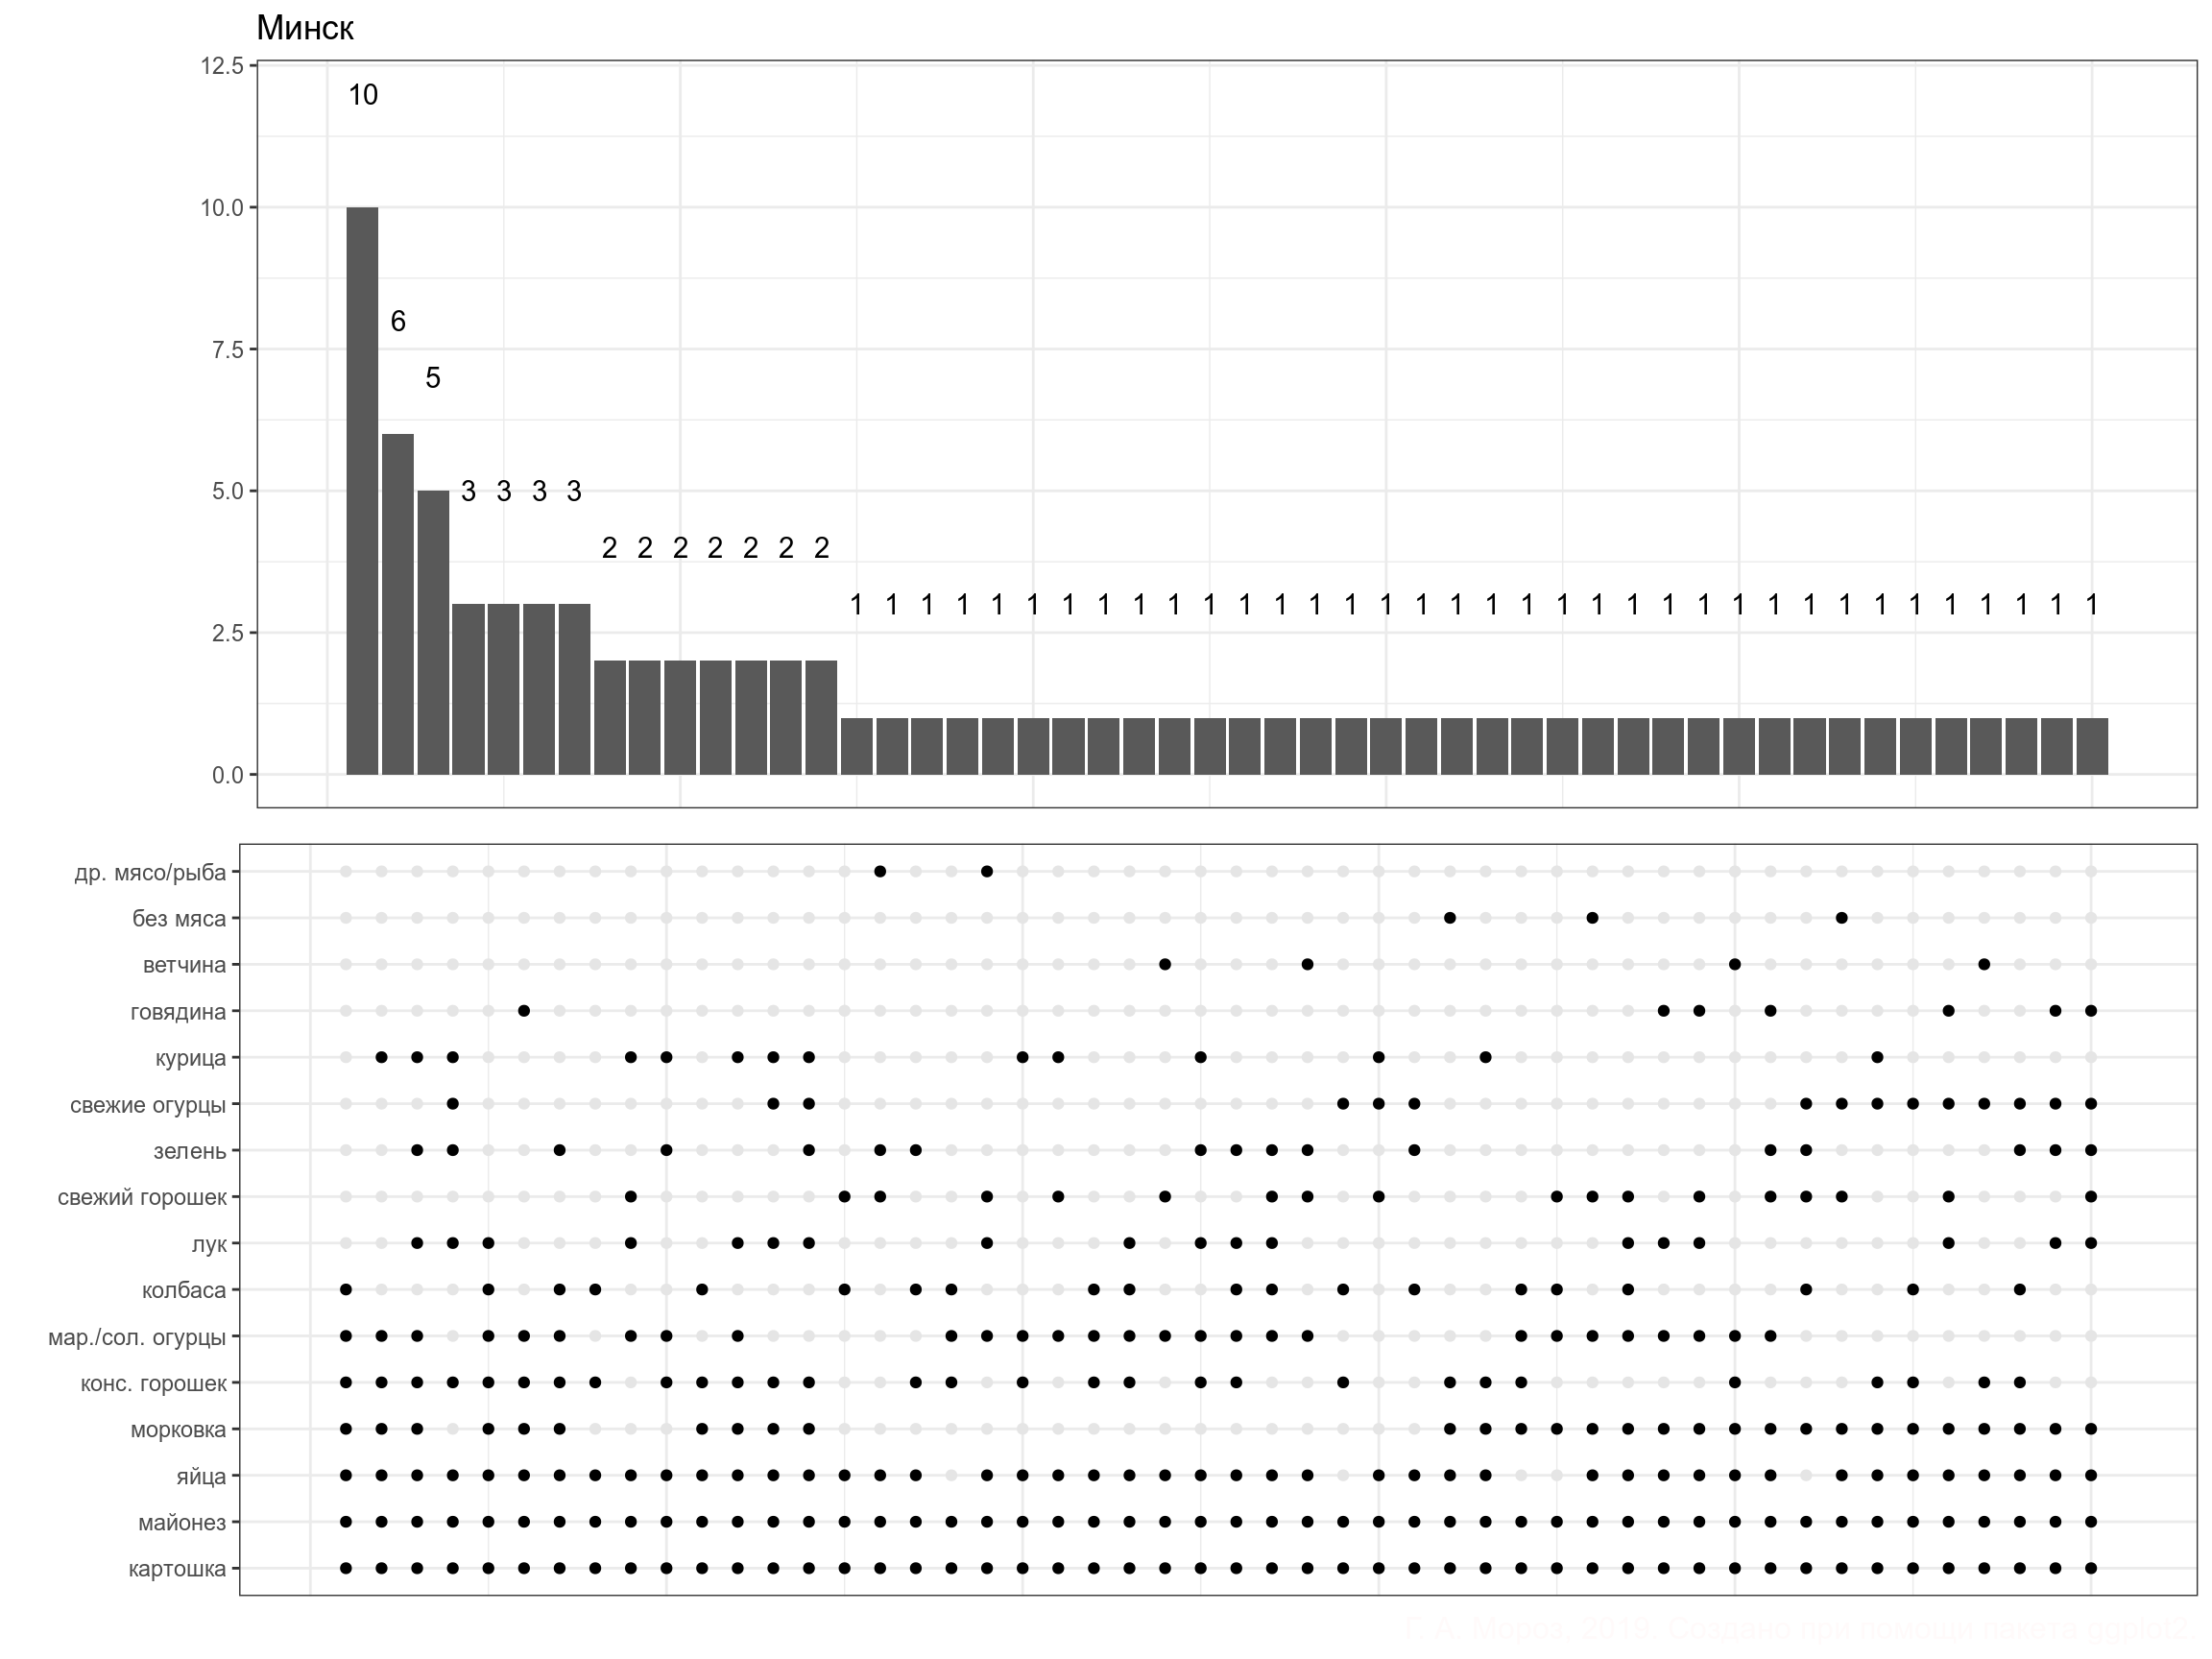 Минск
12.5
10
10.0
6
7.5
5
5.0
3 3 3 3
2 2 2 2 2 2 2
1 1 1 1 1 1 1 1 1 1 1 1 1 1 1 1 1 1 1 1 1 1 1 1 1 1 1 1 1 1 1 1 1 1 1 1
2.5
0.0
др. мясо/рыба
без мяса
ветчина
говядина
курица
свежие огурцы
зелень
свежий горошек
лук
колбаса
мар./сол. огурцы
конс. горошек
морковка
яйца
майонез
картошка
Г. А. Мороз, 2019. Создано при помощи пакета ggplot2.